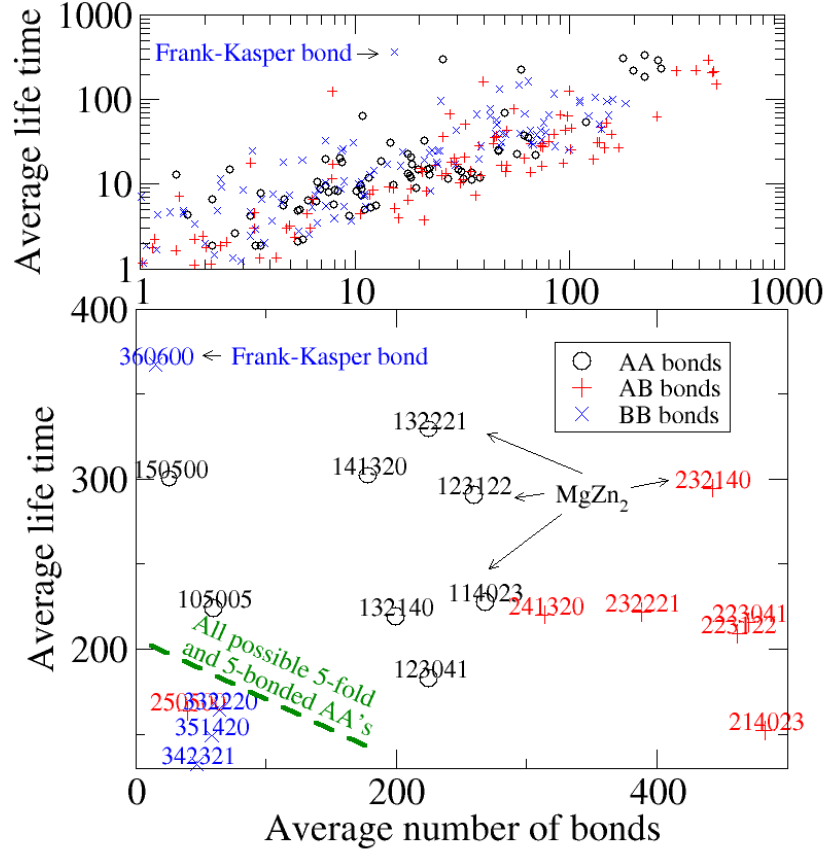 1000
100
10
1
Average life time
Frank-Kasper bond
1
10
100
1000
400
300
200
Average life time
360600
Frank-Kasper bond
AA bonds
AB bonds
BB bonds
132221
150500
141320
123122
232140
MgZn2
105005
132140
114023
241320
232221
223041
223122
123041
All possible 5-fold
and 5-bonded AA's
332220
351420
342321
214023
0
200
400
Average number of bonds